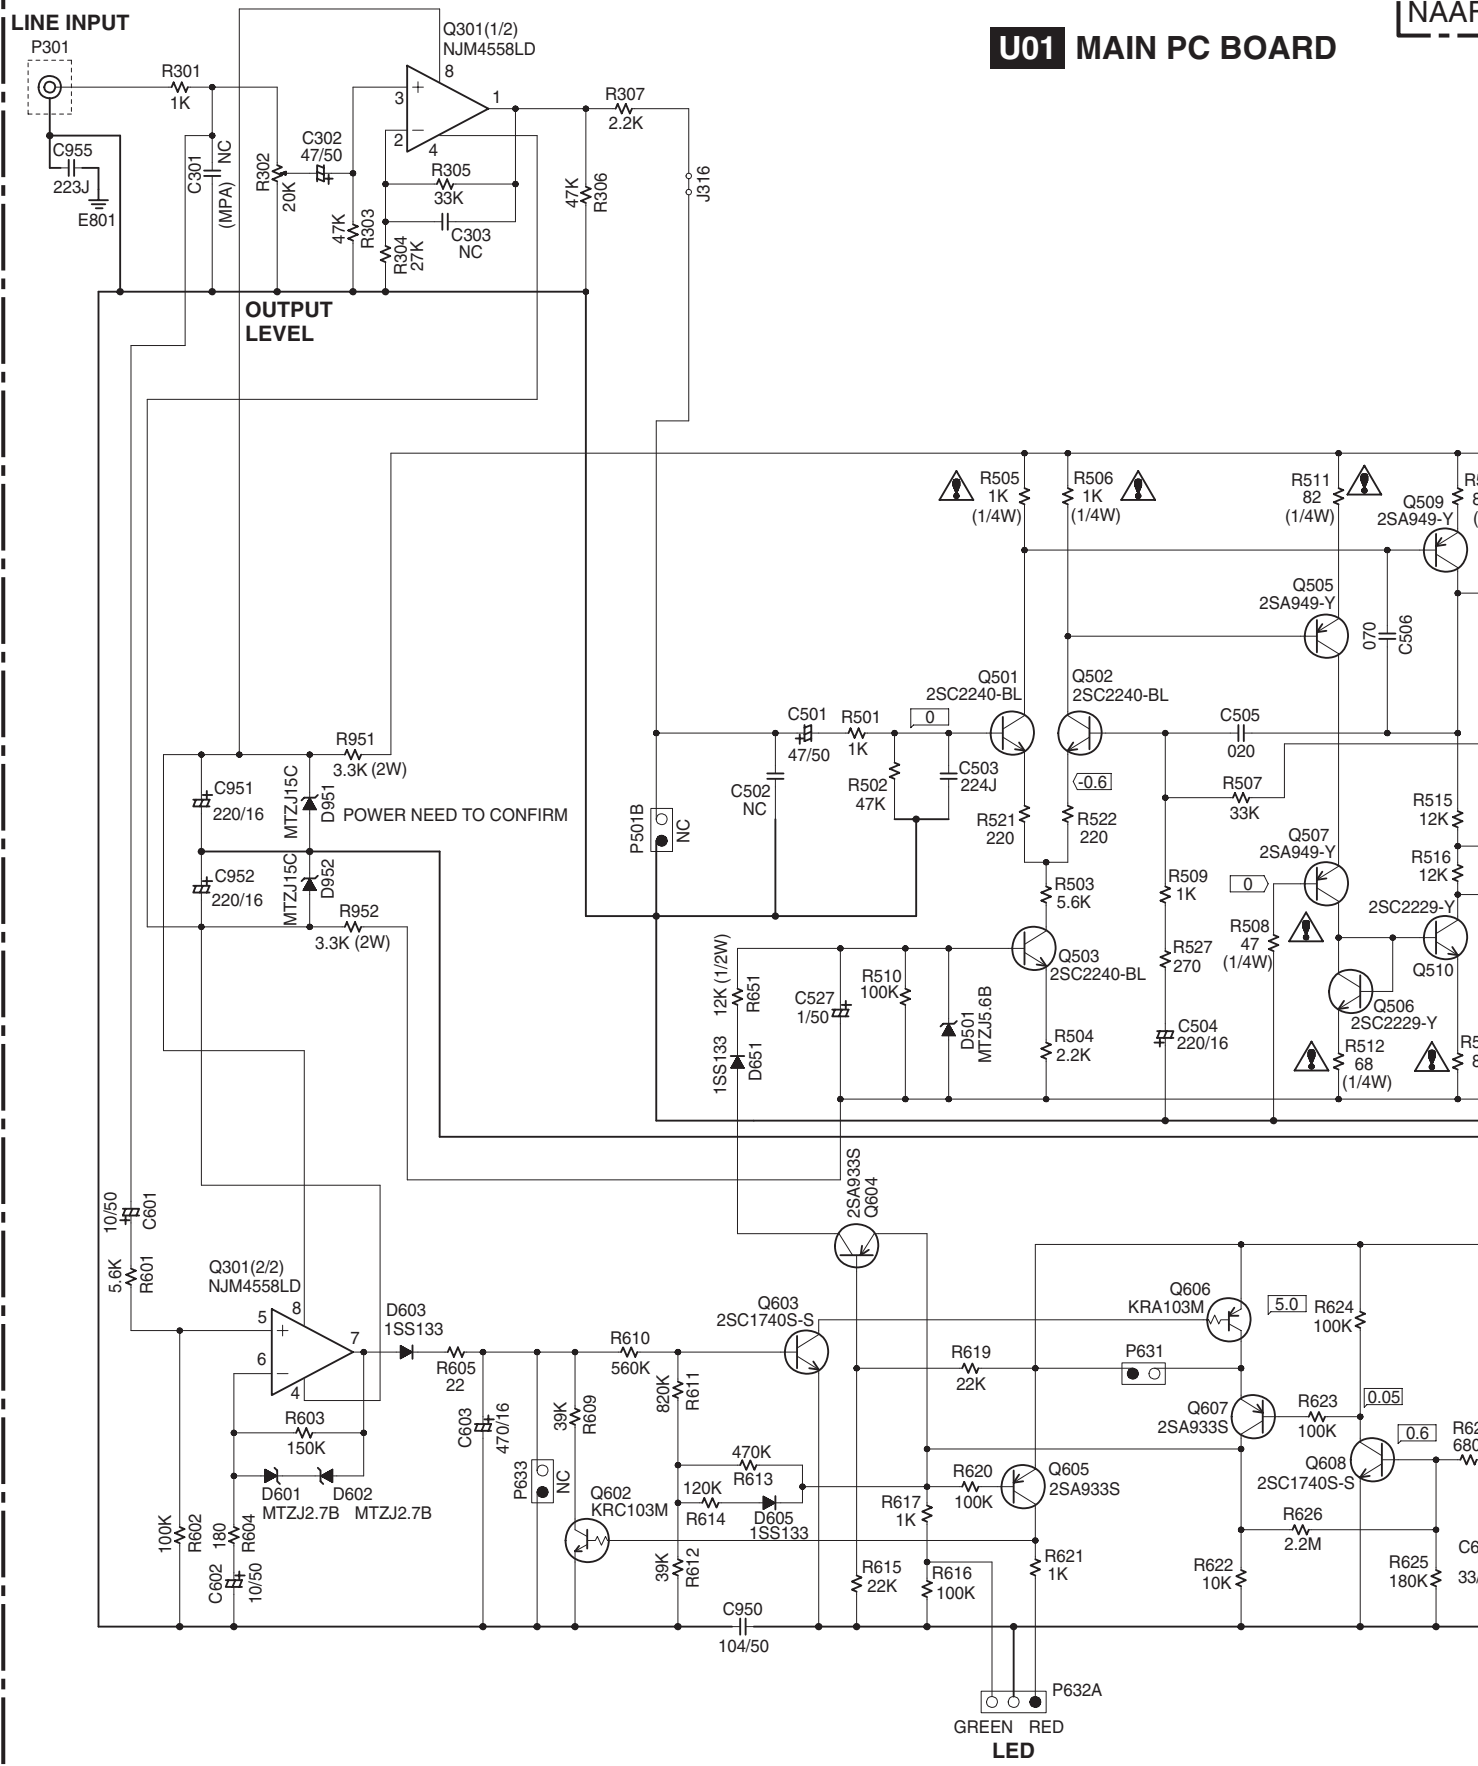 NAAF
U01 MAIN PC BOARD
LINE INPUT
P301
R301
1K
C955
223J
E801
C301
NC
(MPA)
R302
20K
C302
47/50
Q301(1/2)
NJM4558LD
8
3
+
2
−
1
4
R305
33K
C303
NC
47K
R303
R304
27K
47K
R306
R307
2.2K
J316
OUTPUT
LEVEL
R505
1K
(1/4W)
R506
1K
(1/4W)
R511
82
(1/4W)
Q509
2SA949-Y
Q505
2SA949-Y
070
C506
Q501
2SC2240-BL
Q502
2SC2240-BL
C501
+
47/50
R501
1K
0
C505
020
R951
3.3K (2W)
C951
220/16
MTZJ15C
D951
POWER NEED TO CONFIRM
C952
220/16
MTZJ15C
D952
R952
3.3K (2W)
P501B
NC
C502
NC
R502
47K
C503
224J
-0.6
R521
220
R522
220
R507
33K
R515
12K
Q507
2SA949-Y
R516
12K
R503
5.6K
R509
1K
0
2SC2229-Y
Q510
R508
47
(1/4W)
12K (1/2W)
R651
R510
100K
C527
1/50
Q503
2SC2240-BL
R527
270
Q506
2SC2229-Y
D501
MTZJ5.6B
R504
2.2K
C504
220/16
R512
68
(1/4W)
1SS133
D651
2SA933S
Q604
10/50
C601
5.6K
R601
Q301(2/2)
NJM4558LD
5
+
6
−
8
7
4
D603
1SS133
R605
22
R603
150K
D601
MTZJ2.7B
D602
MTZJ2.7B
100K
R602
180
R604
C602
10/50
C603
470/16
P633
NC
39K
R609
R610
560K
Q603
2SC1740S-S
820K
R611
470K
R613
120K
R614
D605
1SS133
Q602
KRC103M
39K
R612
C950
104/50
R619
22K
R620
100K
Q605
2SA933S
R617
1K
R615
22K
R616
100K
R621
1K
Q606
KRA103M
5.0
R624
100K
P631
Q607
2SA933S
R623
100K
0.05
0.6
Q608
2SC1740S-S
R626
2.2M
R622
10K
R625
180K
P632A
GREEN RED
LED